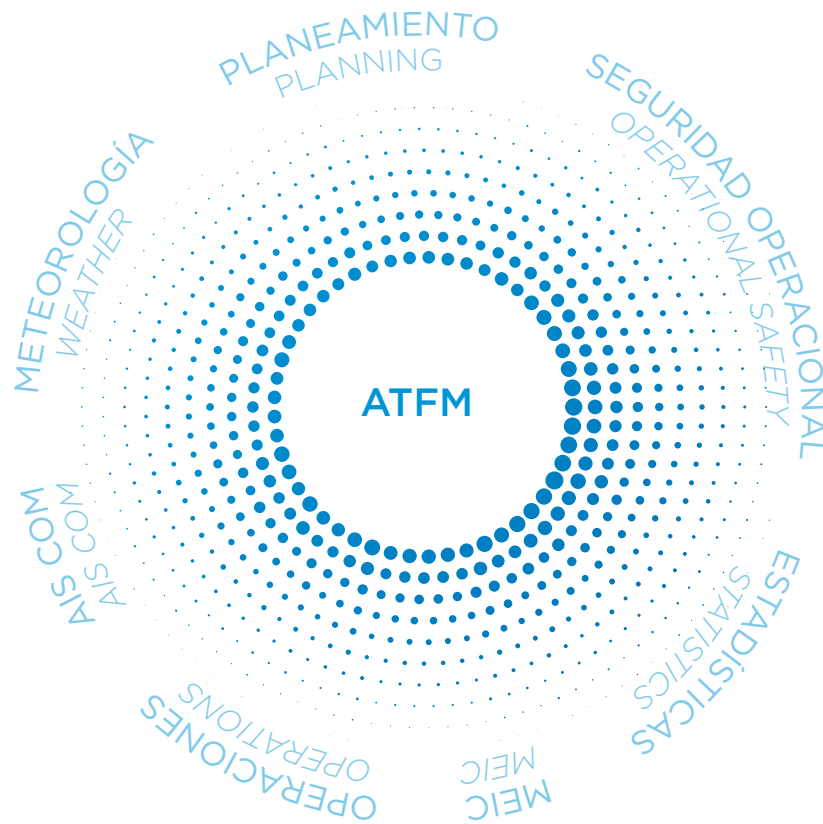 PLANEAMIENTO
PLANNING
SEGURIDAD OPERACIONAL
OPERATIONAL SAFETY
ESTADÍSTICAS
STATISTICS
MEIC
MEIC
OPERACIONES
OPERATIONS
AIS COM
AIS COM
METEOROLOGÍA
WEATHER
ATFM